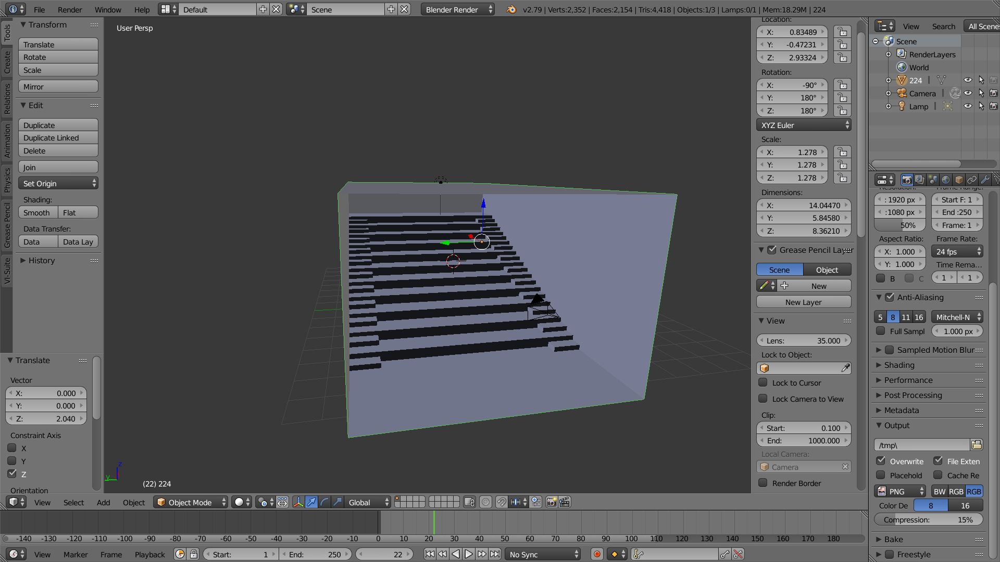 File Render Window Help Default Scene Blender Render v2.79 | Verts:2,352 | Faces:2,154 | Tris:4,418 | Objects:1/3 | Lamps:0/1 | Mem:18.29M | 224
Tools
Create
Relations
Animation
Physics
Grease Pencil
VI-Suite
Transform
Translate
Rotate
Scale
Mirror
Edit
Duplicate
Duplicate Linked
Delete
Join
Set Origin
Shading:
Smooth Flat
Data Transfer:
Data Data Lay
History
Translate
Vector
X: 0.000
Y: 0.000
Z: 2.040
Constraint Axis
X
Y
Z
Orientation
User Persp
z
y
(22) 224
Location:
X: 0.83489
Y: -0.47231
Z: 2.93324
Rotation:
X: -90°
Y: 180°
Z: 180°
XYZ Euler
Scale:
X: 1.278
Y: 1.278
Z: 1.278
Dimensions:
X: 14.04470
Y: 5.84580
Z: 8.36210
Grease Pencil Layer
Scene Object
New
New Layer
View
Lens: 35.000
Lock to Object:
Lock to Cursor
Lock Camera to View
Clip:
Start: 0.100
End: 1000.000
Local Camera:
Camera
Render Border
View Search All Scene
Scene
RenderLayers
World
224
Camera
Lamp
Resolution: Frame Range:
: 1920 px Start F: 1
:1080 px End :250
50% Frame: 1
Aspect Ratio: Frame Rate:
X: 1.000 24 fps
Y: 1.000 Time Rema...
B C 1 1
Anti-Aliasing
5 8 11 16 Mitchell-N
Full Sampl 1.000 px
Sampled Motion Blur
Shading
Performance
Post Processing
Metadata
Output
/tmp\
Overwrite File Exten
Placehold Cache Re
PNG BW RGB RGB
Color De 8 16
Compression: 15%
Bake
Freestyle
View Select Add Object Object Mode Global
-140 -130 -120 -110 -100 -90 -80 -70 -60 -50 -40 -30 -20 -10 0 10 20 30 40 50 60 70 80 90 100 110 120 130 140 150 160 170 180
View Marker Frame Playback Start: 1 End: 250 22 No Sync